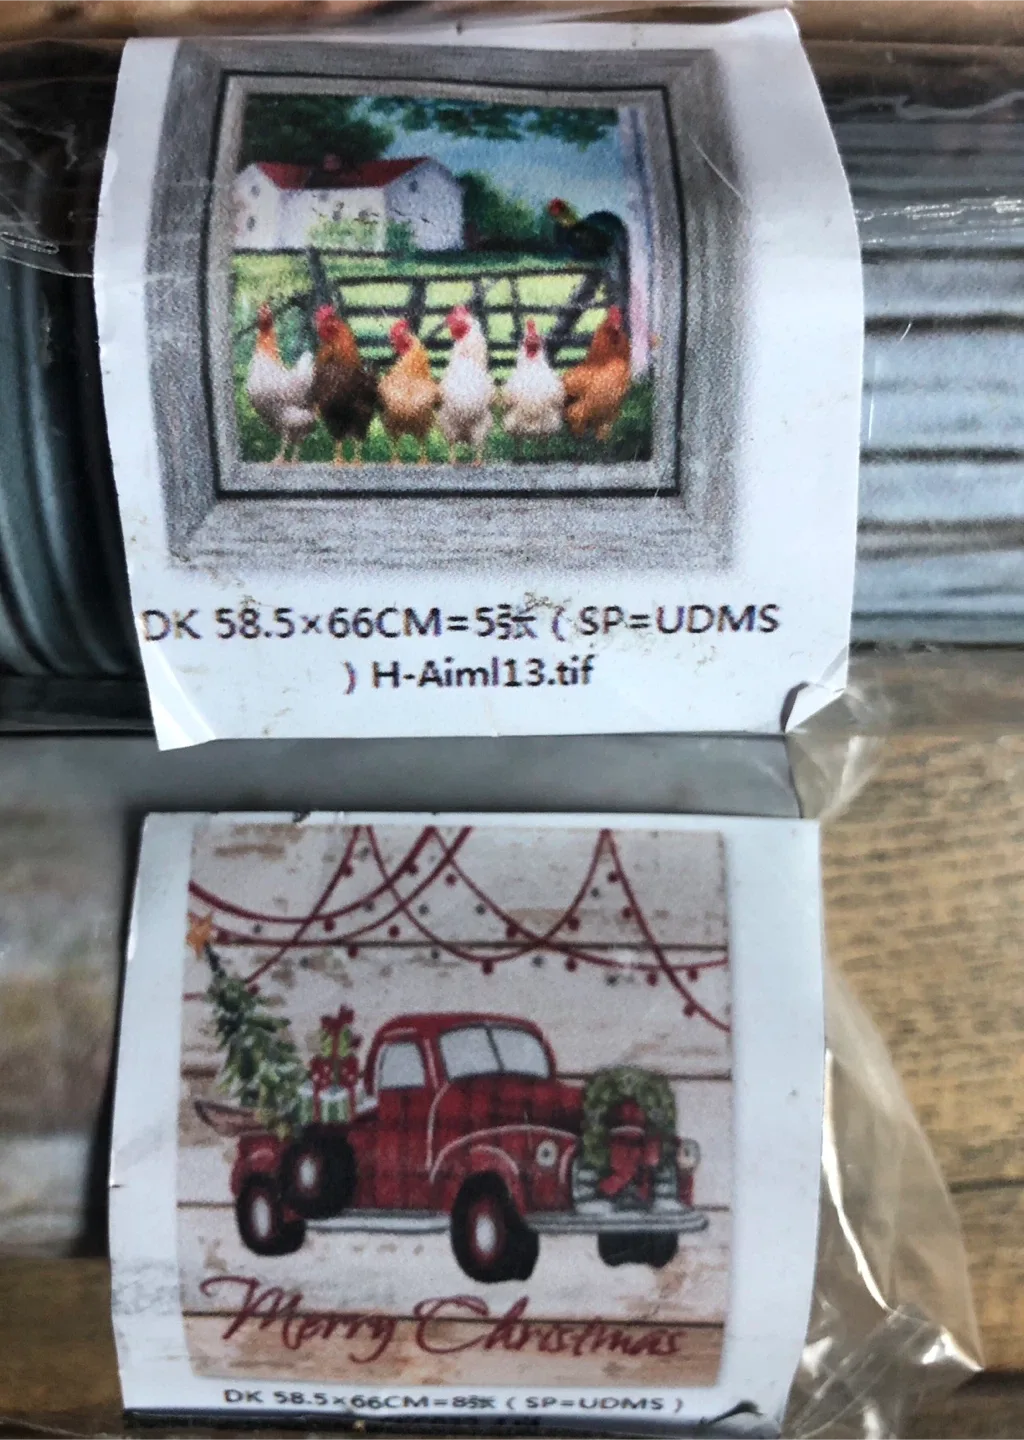 DK 58.5×66CM=5张 ( SP=UDMS
) H-Aiml13.tif
Merry Christmas
DK 58.5×66CM=8张 ( SP=UDMS )